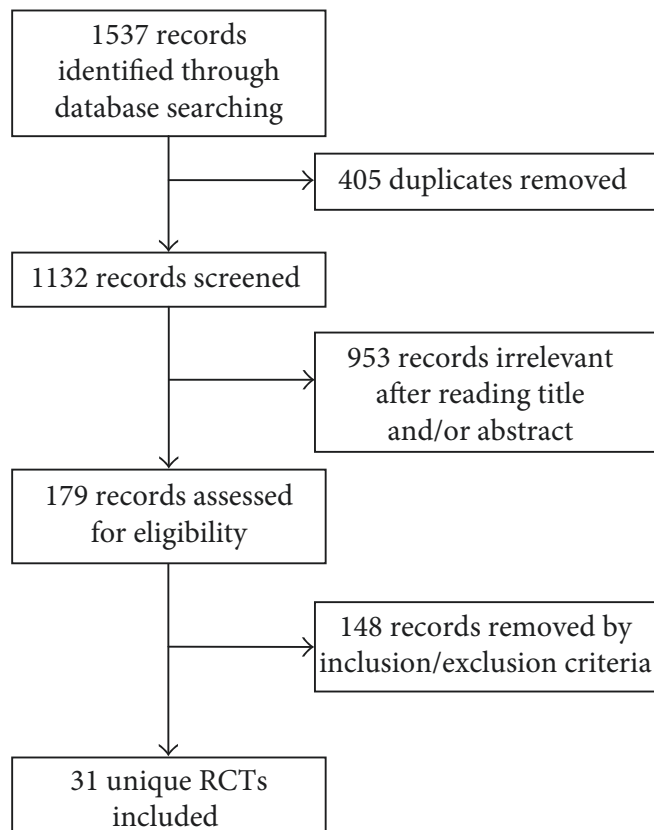 1537 records
identified through
database searching
405 duplicates removed
1132 records screened
953 records irrelevant
after reading title
and/or abstract
179 records assessed
for eligibility
148 records removed by
inclusion/exclusion criteria
31 unique RCTs
included